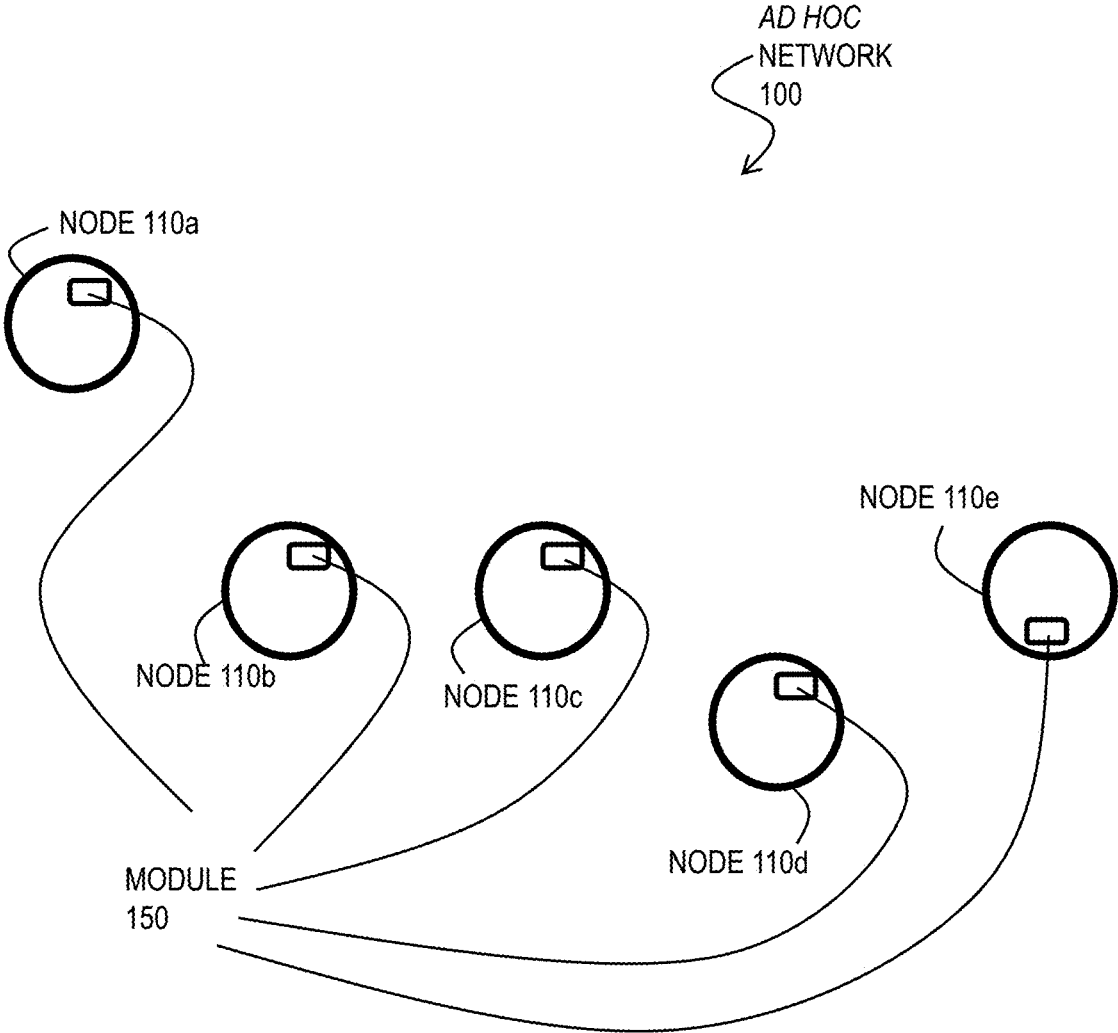 AD HOC
NETWORK
100
NODE 110a
NODE 110e
NODE 110b
NODE 110c
NODE 110d
MODULE
150